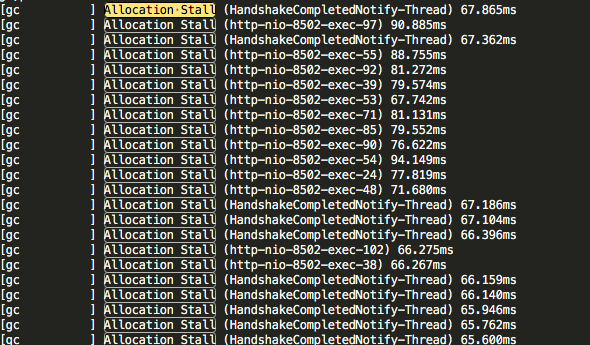 [gc ] Allocation Stall (HandshakeCompletedNotify-Thread) 67.865ms
[gc ] Allocation Stall (http-nio-8502-exec-97) 90.885ms
[gc ] Allocation Stall (HandshakeCompletedNotify-Thread) 67.362ms
[gc ] Allocation Stall (http-nio-8502-exec-55) 88.755ms
[gc ] Allocation Stall (http-nio-8502-exec-92) 81.272ms
[gc ] Allocation Stall (http-nio-8502-exec-39) 79.574ms
[gc ] Allocation Stall (http-nio-8502-exec-53) 67.742ms
[gc ] Allocation Stall (http-nio-8502-exec-71) 81.131ms
[gc ] Allocation Stall (http-nio-8502-exec-85) 79.552ms
[gc ] Allocation Stall (http-nio-8502-exec-90) 76.622ms
[gc ] Allocation Stall (http-nio-8502-exec-54) 94.149ms
[gc ] Allocation Stall (http-nio-8502-exec-24) 77.819ms
[gc ] Allocation Stall (http-nio-8502-exec-48) 71.680ms
[gc ] Allocation Stall (HandshakeCompletedNotify-Thread) 67.186ms
[gc ] Allocation Stall (HandshakeCompletedNotify-Thread) 67.104ms
[gc ] Allocation Stall (HandshakeCompletedNotify-Thread) 66.396ms
[gc ] Allocation Stall (http-nio-8502-exec-102) 66.275ms
[gc ] Allocation Stall (http-nio-8502-exec-38) 66.267ms
[gc ] Allocation Stall (HandshakeCompletedNotify-Thread) 66.159ms
[gc ] Allocation Stall (HandshakeCompletedNotify-Thread) 66.140ms
[gc ] Allocation Stall (HandshakeCompletedNotify-Thread) 65.946ms
[gc ] Allocation Stall (HandshakeCompletedNotify-Thread) 65.762ms
[gc ] Allocation Stall (HandshakeCompletedNotify-Thread) 65.600ms